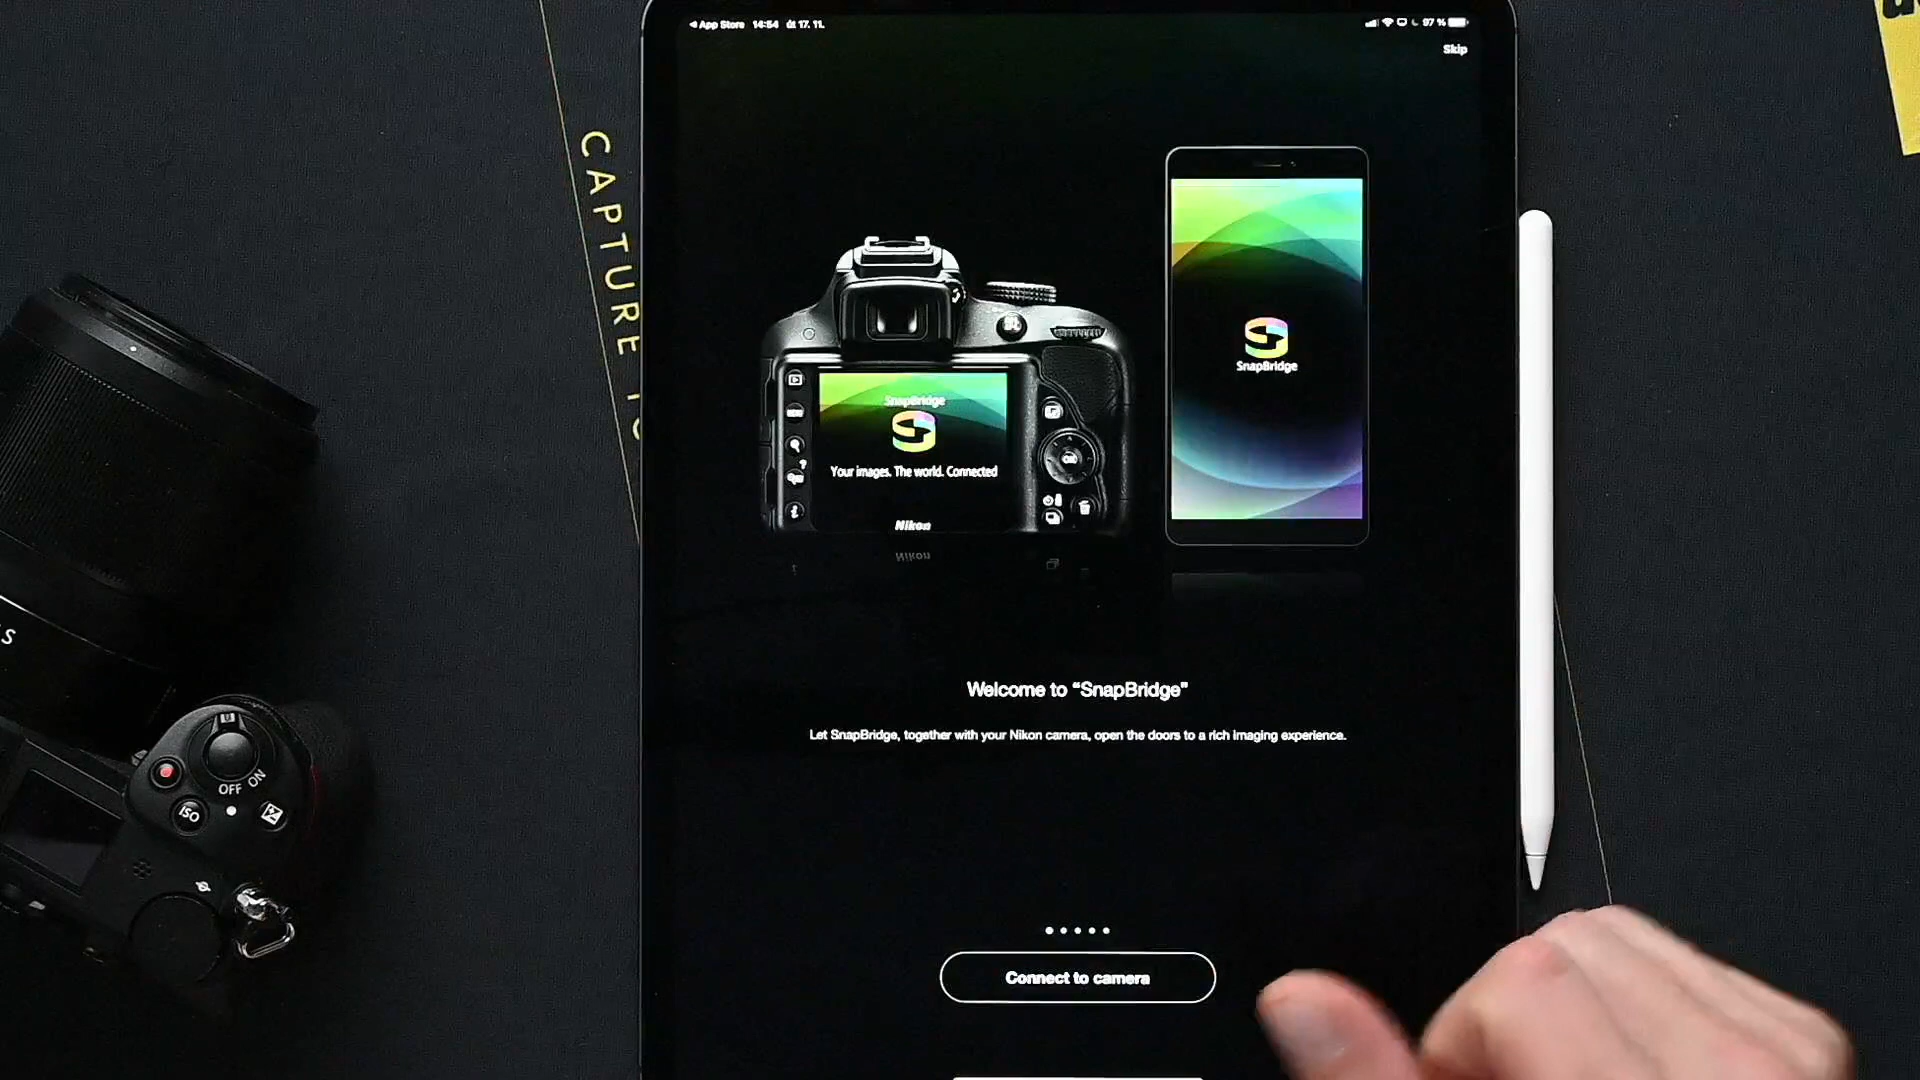 App Store 14:54 út 17. 11.
97 %
Skip
CAPTURE
SnapBridge
Your images. The world. Connected
Nikon
SnapBridge
Welcome to “SnapBridge”
Let SnapBridge, together with your Nikon camera, open the doors to a rich imaging experience.
Connect to camera
S
OFF ON
ISO